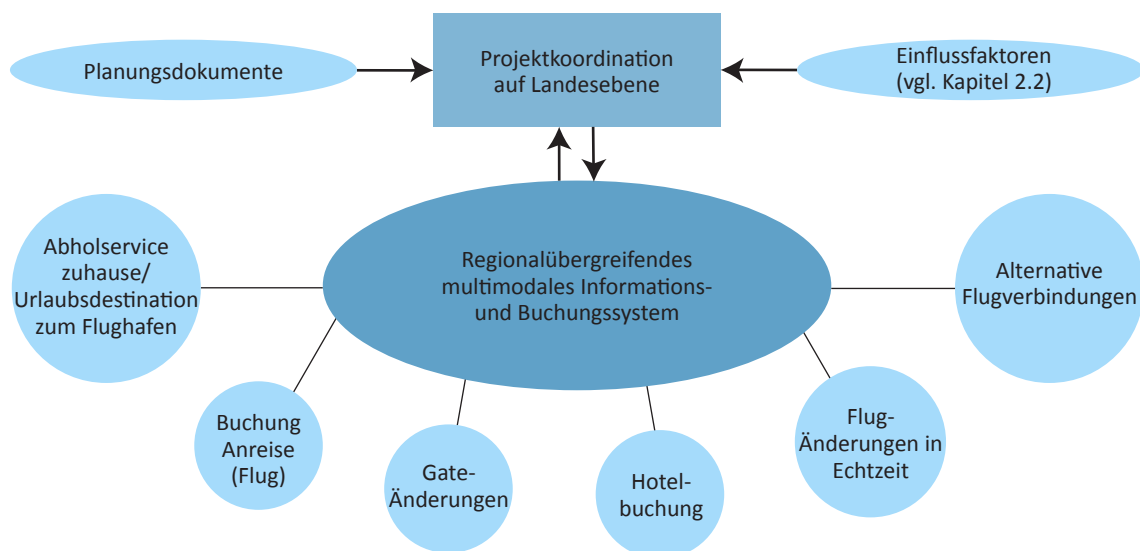 Planungsdokumente
Projektkoordination
auf Landesebene
Einflussfaktoren
(vgl. Kapitel 2.2)
Abholservice
zuhause/
Urlaubsdestination
zum Flughafen
Regionalübergreifendes
multimodales Informations-
und Buchungssystem
Alternative
Flugverbindungen
Buchung
Anreise
(Flug)
Gate-
Änderungen
Hotel-
buchung
Flug-
Änderungen in
Echtzeit